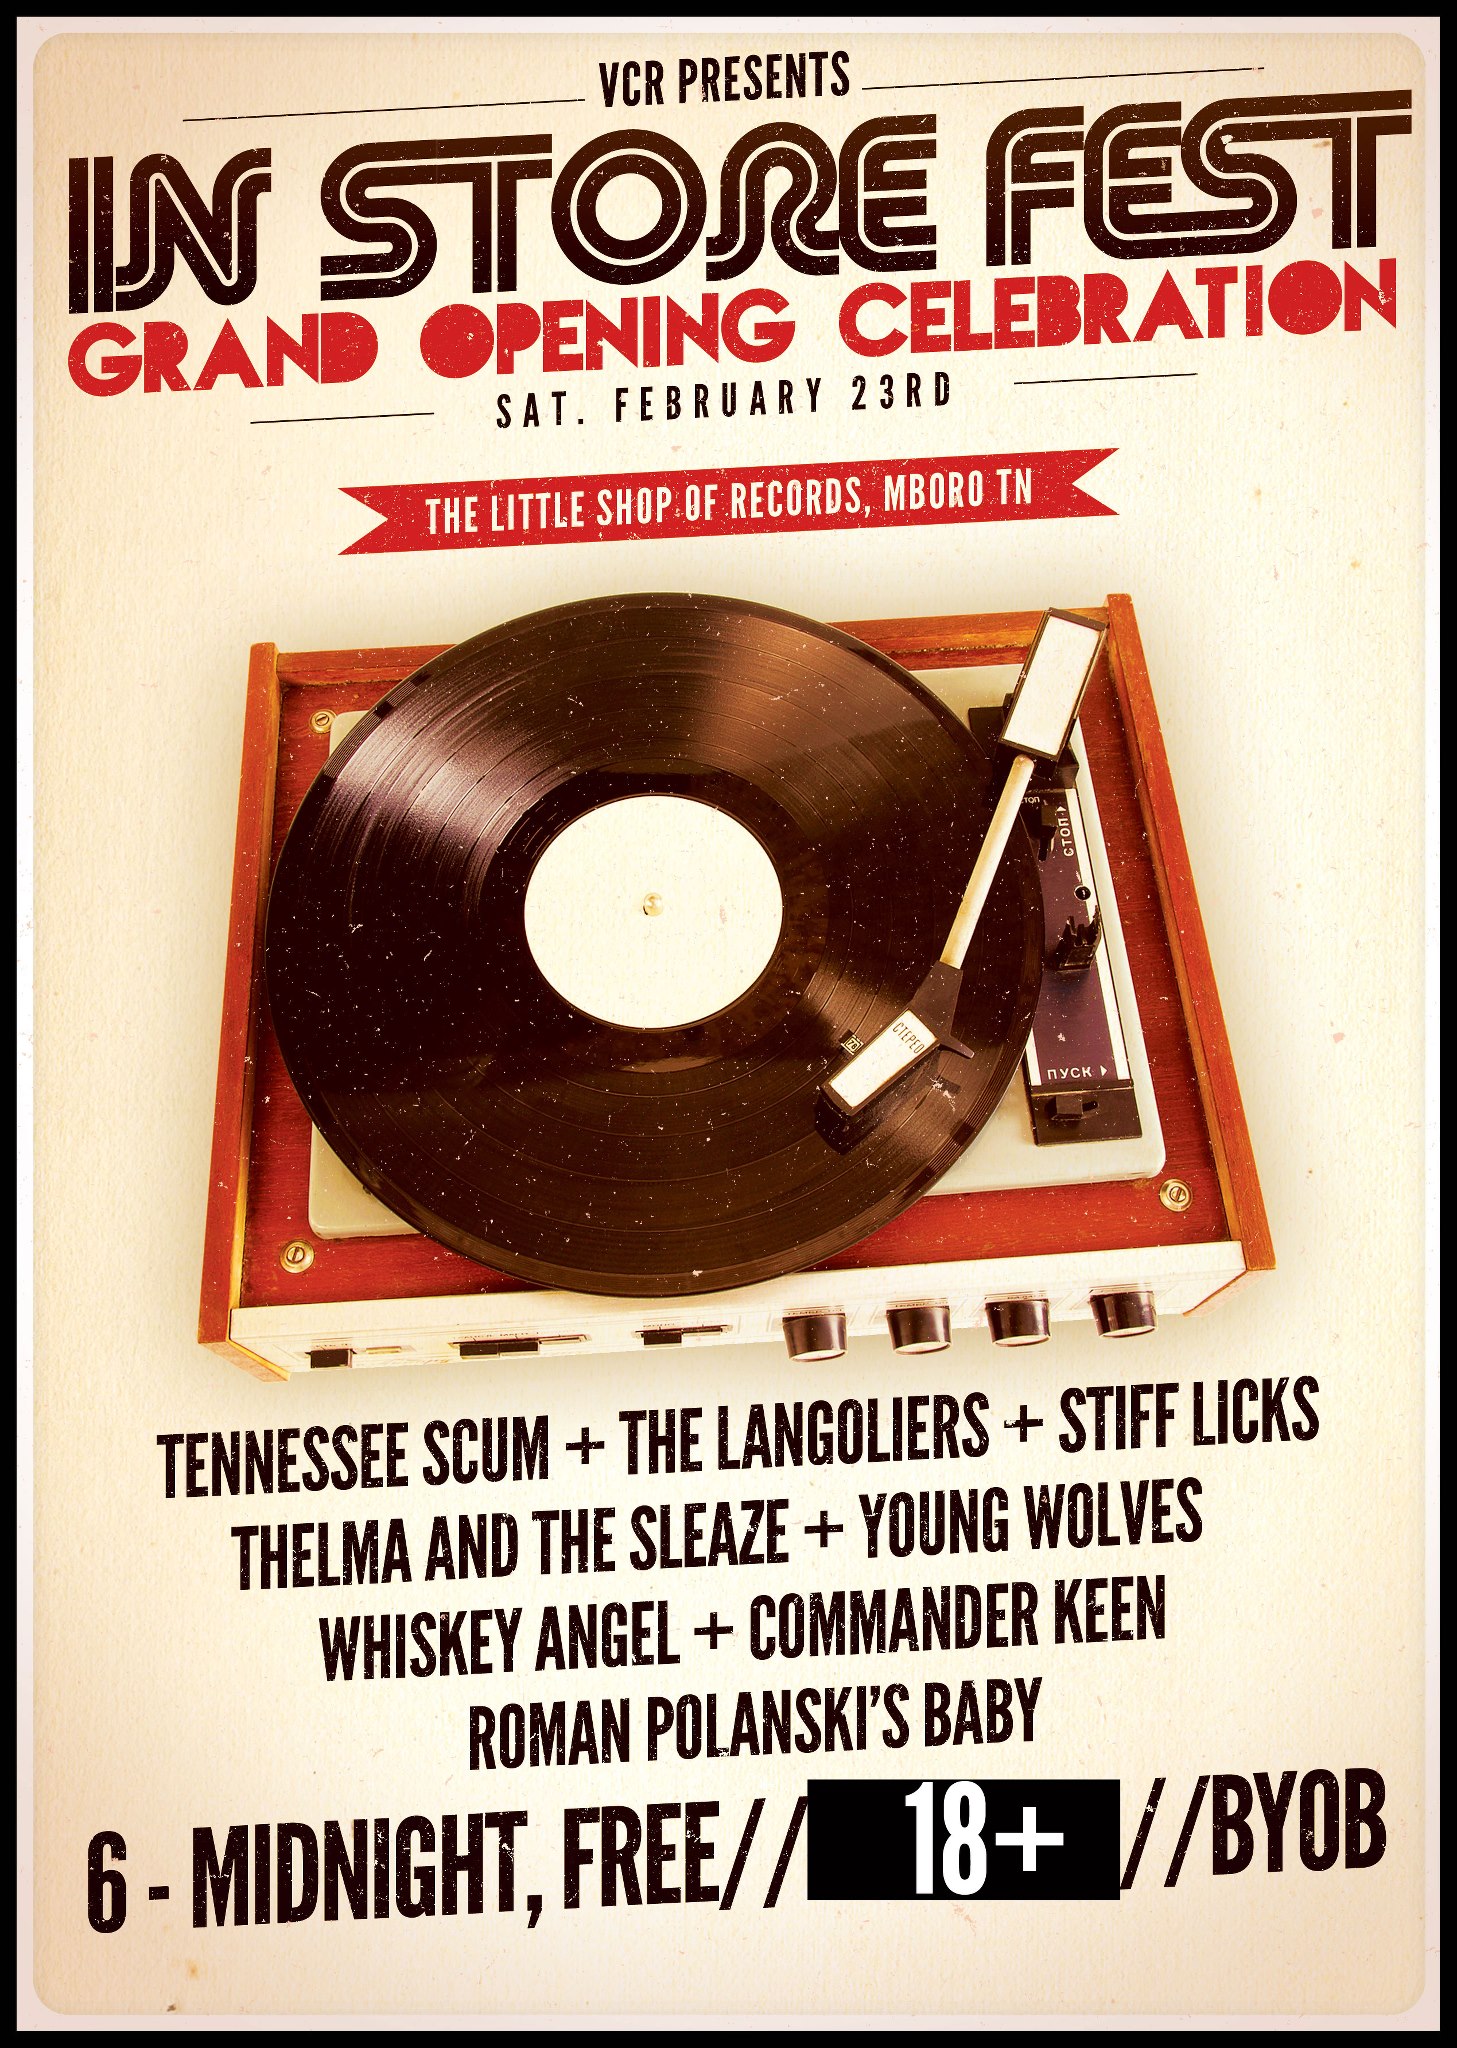 VCR PRESENTS
IN STORE FEST
GRAND OPENING CELEBRATION
SAT. FEBRUARY 23RD
THE LITTLE SHOP OF RECORDS, MBORO TN
СТОП
СТОП
СТЕРЕО
ПУСК
TENNESSEE SCUM + THE LANGOLIERS + STIFF LICKS
THELMA AND THE SLEAZE + YOUNG WOLVES
WHISKEY ANGEL + COMMANDER KEEN
ROMAN POLANSKI'S BABY
6 - MIDNIGHT, FREE//18+//BYOB